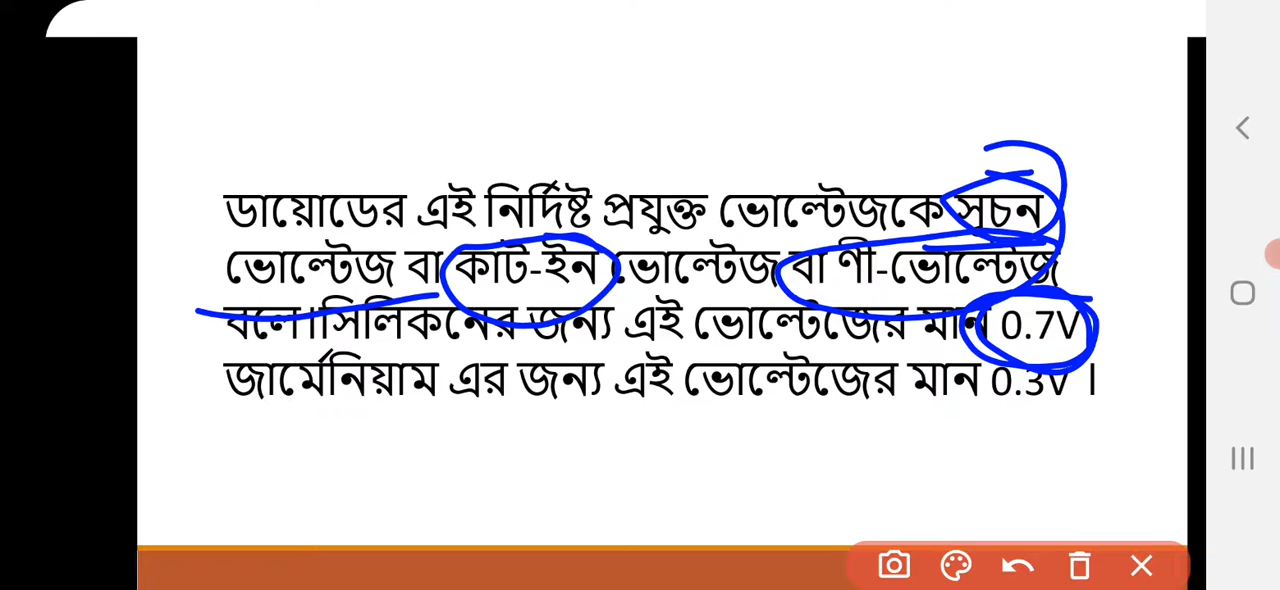 ডায়োডের এই নির্দিষ্ট প্রযুক্ত ভোল্টেজকে সূচন
ভোল্টেজ বা কাট-ইন ভোল্টেজ বা ণী-ভোল্টেজ
বলে।সিলিকনের জন্য এই ভোল্টেজের মান 0.7V
জার্মেনিয়াম এর জন্য এই ভোল্টেজের মান 0.3V ।